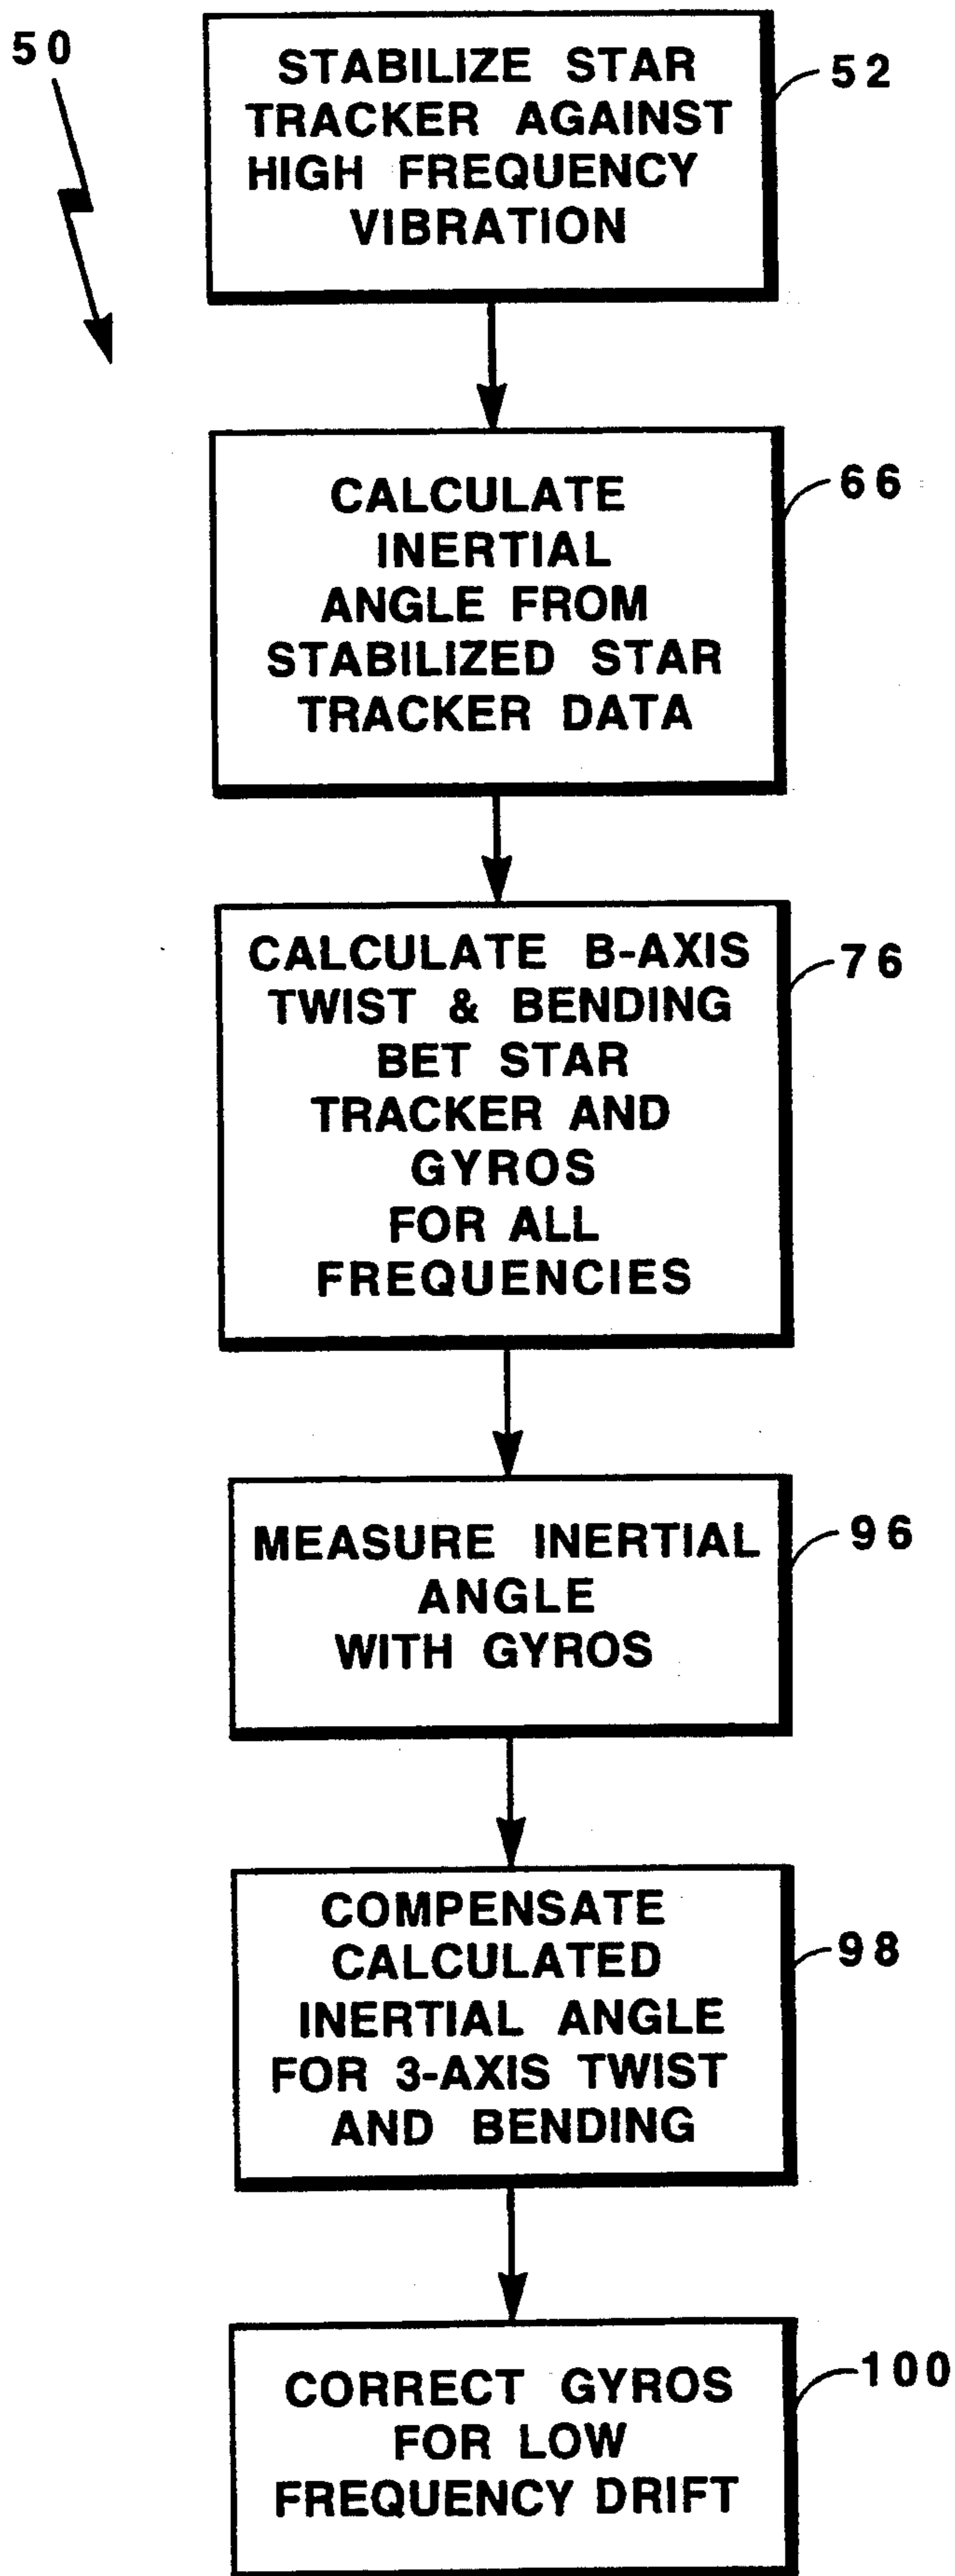 50
STABILIZE STAR
TRACKER AGAINST
HIGH FREQUENCY
VIBRATION
52
CALCULATE
INERTIAL
ANGLE FROM
STABILIZED STAR
TRACKER DATA
66
CALCULATE B-AXIS
TWIST & BENDING
BET STAR
TRACKER AND
GYROS
FOR ALL
FREQUENCIES
76
MEASURE INERTIAL
ANGLE
WITH GYROS
96
COMPENSATE
CALCULATED
INERTIAL ANGLE
FOR 3-AXIS TWIST
AND BENDING
98
CORRECT GYROS
FOR LOW
FREQUENCY DRIFT
100